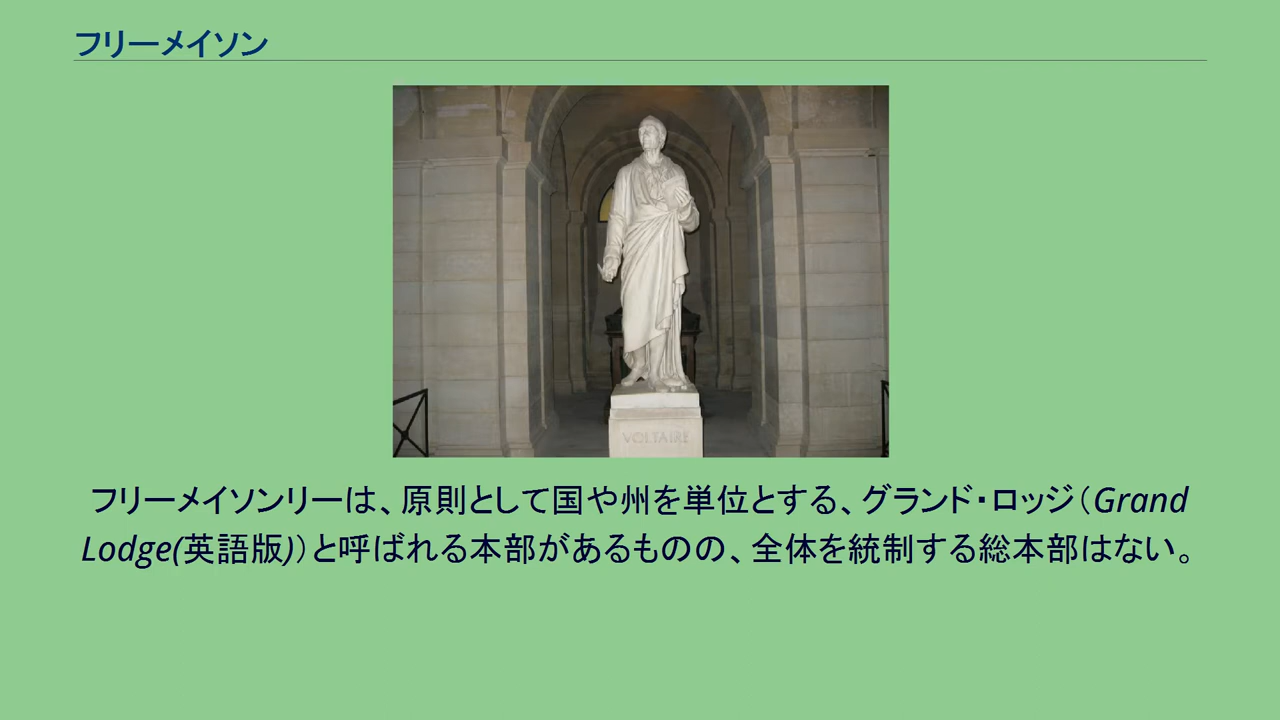 フリーメイソン
VOLTAIRE
フリーメイソンリーは、原則として国や州を単位とする、グランド・ロッジ（Grand
Lodge(英語版)）と呼ばれる本部があるものの、全体を統制する総本部はない。